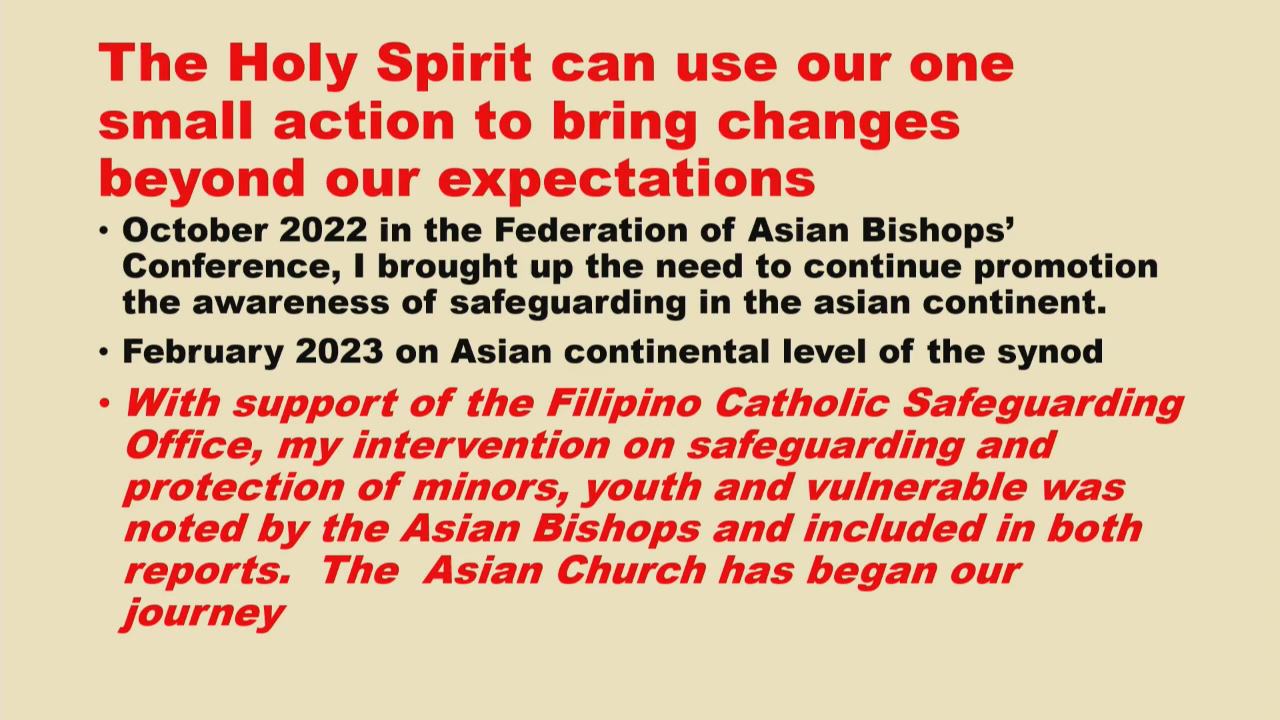 The Holy Spirit can use our one
small action to bring changes
beyond our expectations
• October 2022 in the Federation of Asian Bishops’
Conference, I brought up the need to continue promotion
the awareness of safeguarding in the asian continent.
• February 2023 on Asian continental level of the synod
• With support of the Filipino Catholic Safeguarding
Office, my intervention on safeguarding and
protection of minors, youth and vulnerable was
noted by the Asian Bishops and included in both
reports.  The  Asian Church has began our
journey